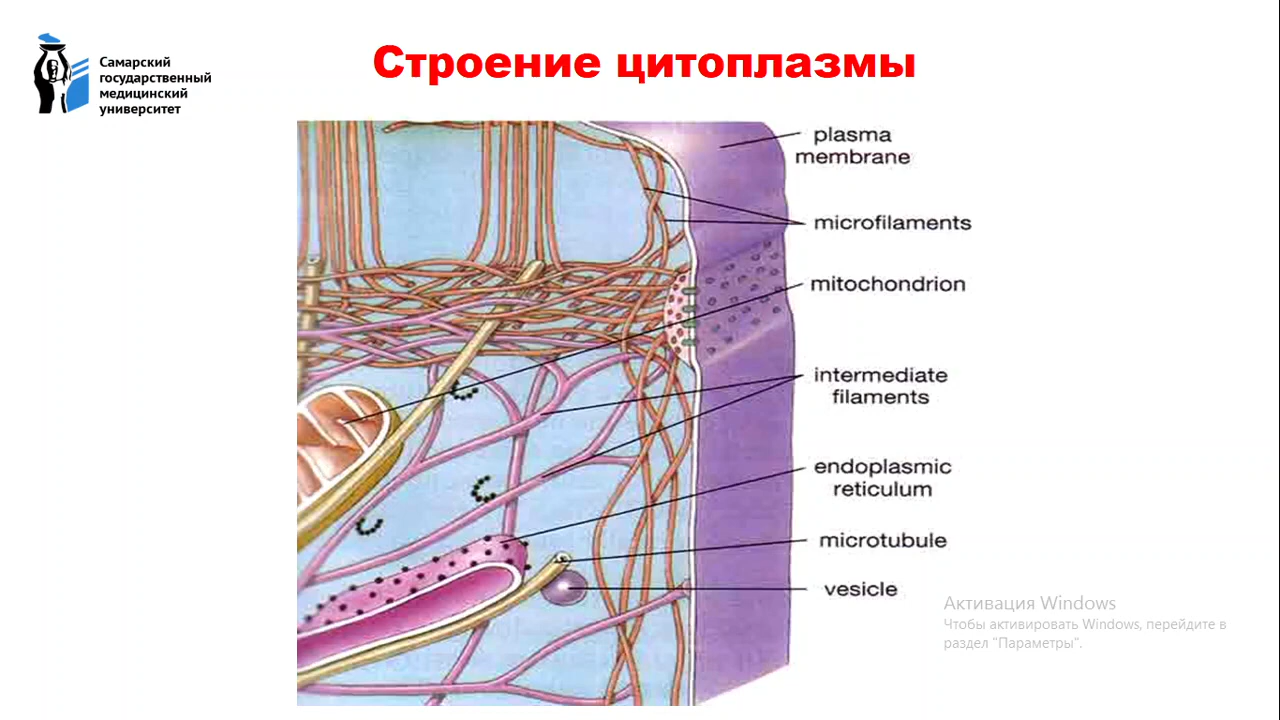 Самарский
государственный
медицинский
университет
Строение цитоплазмы
plasma
membrane
microfilaments
mitochondrion
intermediate
filaments
endoplasmic
reticulum
microtubule
vesicle
Активация Windows
Чтобы активировать Windows, перейдите в
раздел "Параметры".